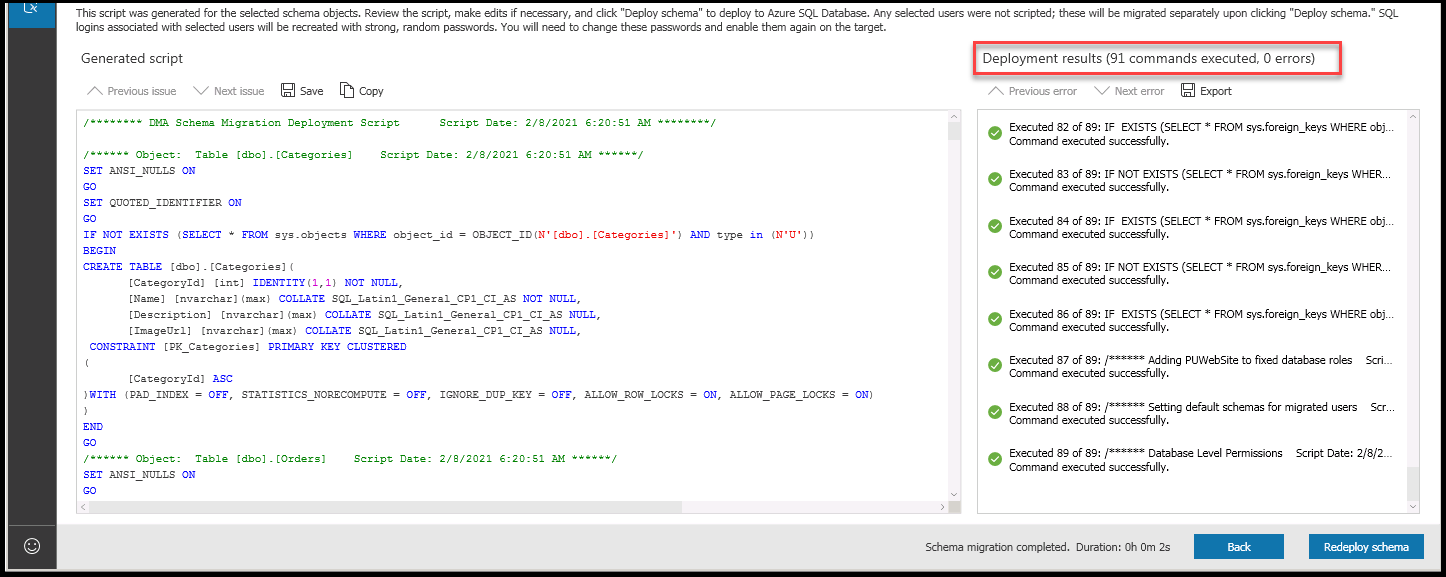 This script was generated for the selected schema objects. Review the script, make edits if necessary, and click "Deploy schema" to deploy to Azure SQL Database. Any selected users were not scripted; these will be migrated separately upon clicking "Deploy schema." SQL
logins associated with selected users will be recreated with strong, random passwords. You will need to change these passwords and enable them again on the target.
Generated script
Previous issue Next issue Save Copy
/******** DMA Schema Migration Deployment Script      Script Date: 2/8/2021 6:20:51 AM ********/
/****** Object:  Table [dbo].[Categories]    Script Date: 2/8/2021 6:20:51 AM ******/
SET ANSI_NULLS ON
GO
SET QUOTED_IDENTIFIER ON
GO
IF NOT EXISTS (SELECT * FROM sys.objects WHERE object_id = OBJECT_ID(N'[dbo].[Categories]') AND type in (N'U'))
BEGIN
CREATE TABLE [dbo].[Categories](
[CategoryId] [int] IDENTITY(1,1) NOT NULL,
[Name] [nvarchar](max) COLLATE SQL_Latin1_General_CP1_CI_AS NOT NULL,
[Description] [nvarchar](max) COLLATE SQL_Latin1_General_CP1_CI_AS NULL,
[ImageUrl] [nvarchar](max) COLLATE SQL_Latin1_General_CP1_CI_AS NULL,
CONSTRAINT [PK_Categories] PRIMARY KEY CLUSTERED
(
[CategoryId] ASC
)WITH (PAD_INDEX = OFF, STATISTICS_NORECOMPUTE = OFF, IGNORE_DUP_KEY = OFF, ALLOW_ROW_LOCKS = ON, ALLOW_PAGE_LOCKS = ON)
)
END
GO
/****** Object:  Table [dbo].[Orders]    Script Date: 2/8/2021 6:20:51 AM ******/
SET ANSI_NULLS ON
GO
Deployment results (91 commands executed, 0 errors)
Previous error Next error Export
Executed 82 of 89: IF  EXISTS (SELECT * FROM sys.foreign_keys WHERE obj...
Command executed successfully.
Executed 83 of 89: IF NOT EXISTS (SELECT * FROM sys.foreign_keys WHER...
Command executed successfully.
Executed 84 of 89: IF  EXISTS (SELECT * FROM sys.foreign_keys WHERE obj...
Command executed successfully.
Executed 85 of 89: IF NOT EXISTS (SELECT * FROM sys.foreign_keys WHER...
Command executed successfully.
Executed 86 of 89: IF  EXISTS (SELECT * FROM sys.foreign_keys WHERE obj...
Command executed successfully.
Executed 87 of 89: /****** Adding PUWebSite to fixed database roles    Scri...
Command executed successfully.
Executed 88 of 89: /****** Setting default schemas for migrated users    Scr...
Command executed successfully.
Executed 89 of 89: /****** Database Level Permissions    Script Date: 2/8/2...
Command executed successfully.
Schema migration completed.  Duration: 0h 0m 2s
Back
Redeploy schema